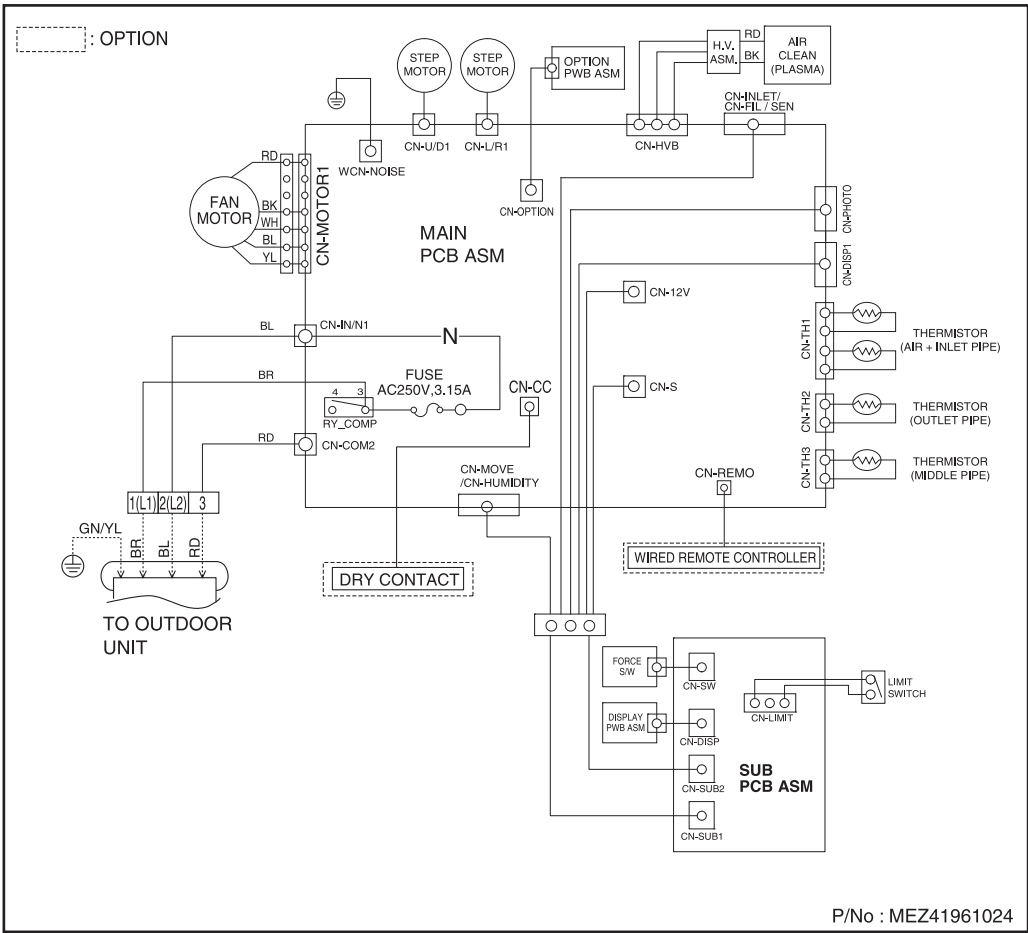 : OPTION
STEP
MOTOR
STEP
MOTOR
OPTION
PWB ASM
H.V.
ASM.
RD
BK
AIR
CLEAN
(PLASMA)
CN-INLET/
CN-FIL / SEN
CN-U/D1
CN-L/R1
CN-HVB
WCN-NOISE
CN-OPTION
RD
BK
WH
BL
YL
FAN
MOTOR
CN-MOTOR1
MAIN
PCB ASM
CN-PHOTO
CN-DISP1
CN-12V
CN-TH1
THERMISTOR
(AIR + INLET PIPE)
BL
CN-IN/N1
N
BR
FUSE
AC250V,3.15A
4
3
RY_COMP
CN-CC
CN-S
CN-TH2
THERMISTOR
(OUTLET PIPE)
RD
CN-COM2
CN-MOVE
/CN-HUMIDITY
CN-REMO
CN-TH3
THERMISTOR
(MIDDLE PIPE)
1(L1)
2(L2)
3
GN/YL
BR
BL
RD
TO OUTDOOR
UNIT
DRY CONTACT
WIRED REMOTE CONTROLLER
FORCE
S/W
CN-SW
LIMIT
SWITCH
CN-LIMIT
DISPLAY
PWB ASM
CN-DISP
CN-SUB2
SUB
PCB ASM
CN-SUB1
P/No : MEZ41961024